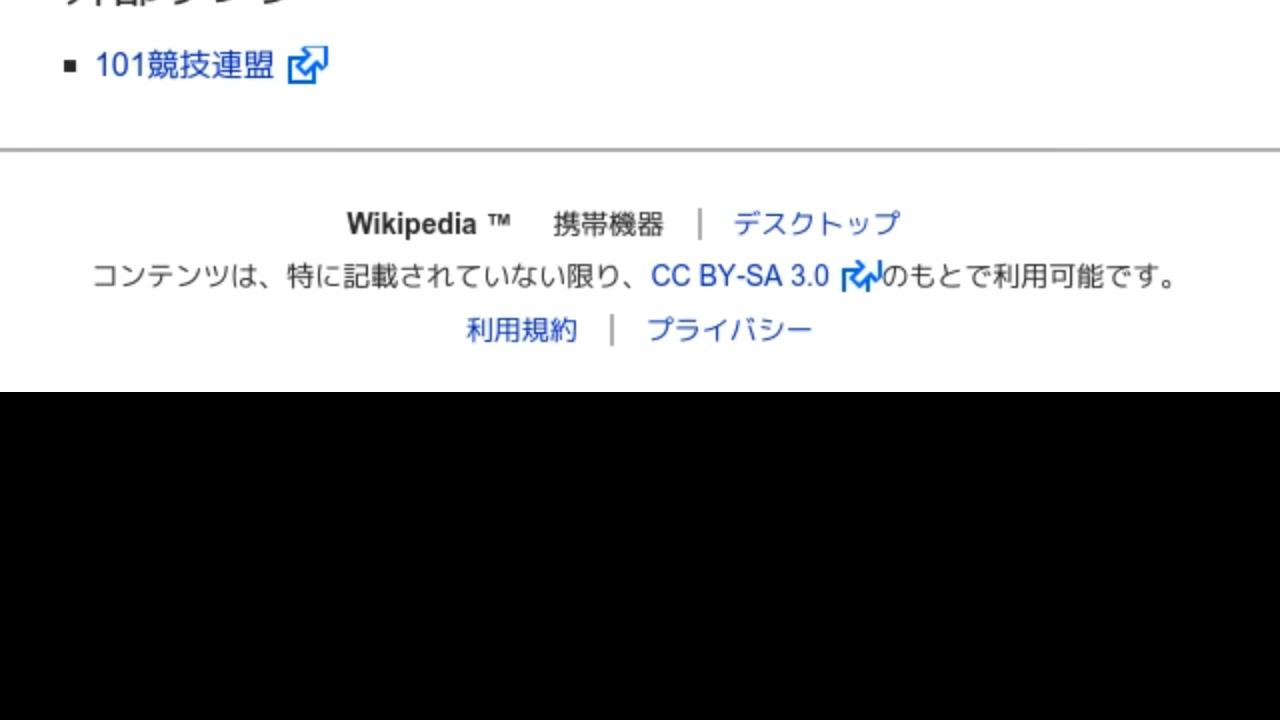 101競技連盟
Wikipedia ™ 携帯機器 | デスクトップ
コンテンツは、特に記載されていない限り、CC BY-SA 3.0 のもとで利用可能です。
利用規約 | プライバシー